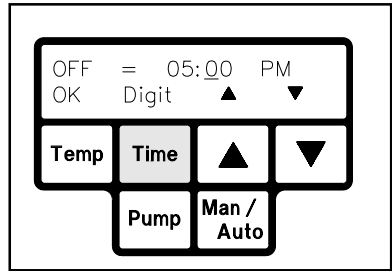 OFF = 05:00 PM
OK Digit ▲ ▼
Temp Time ▲ ▼
Pump Man /
Auto